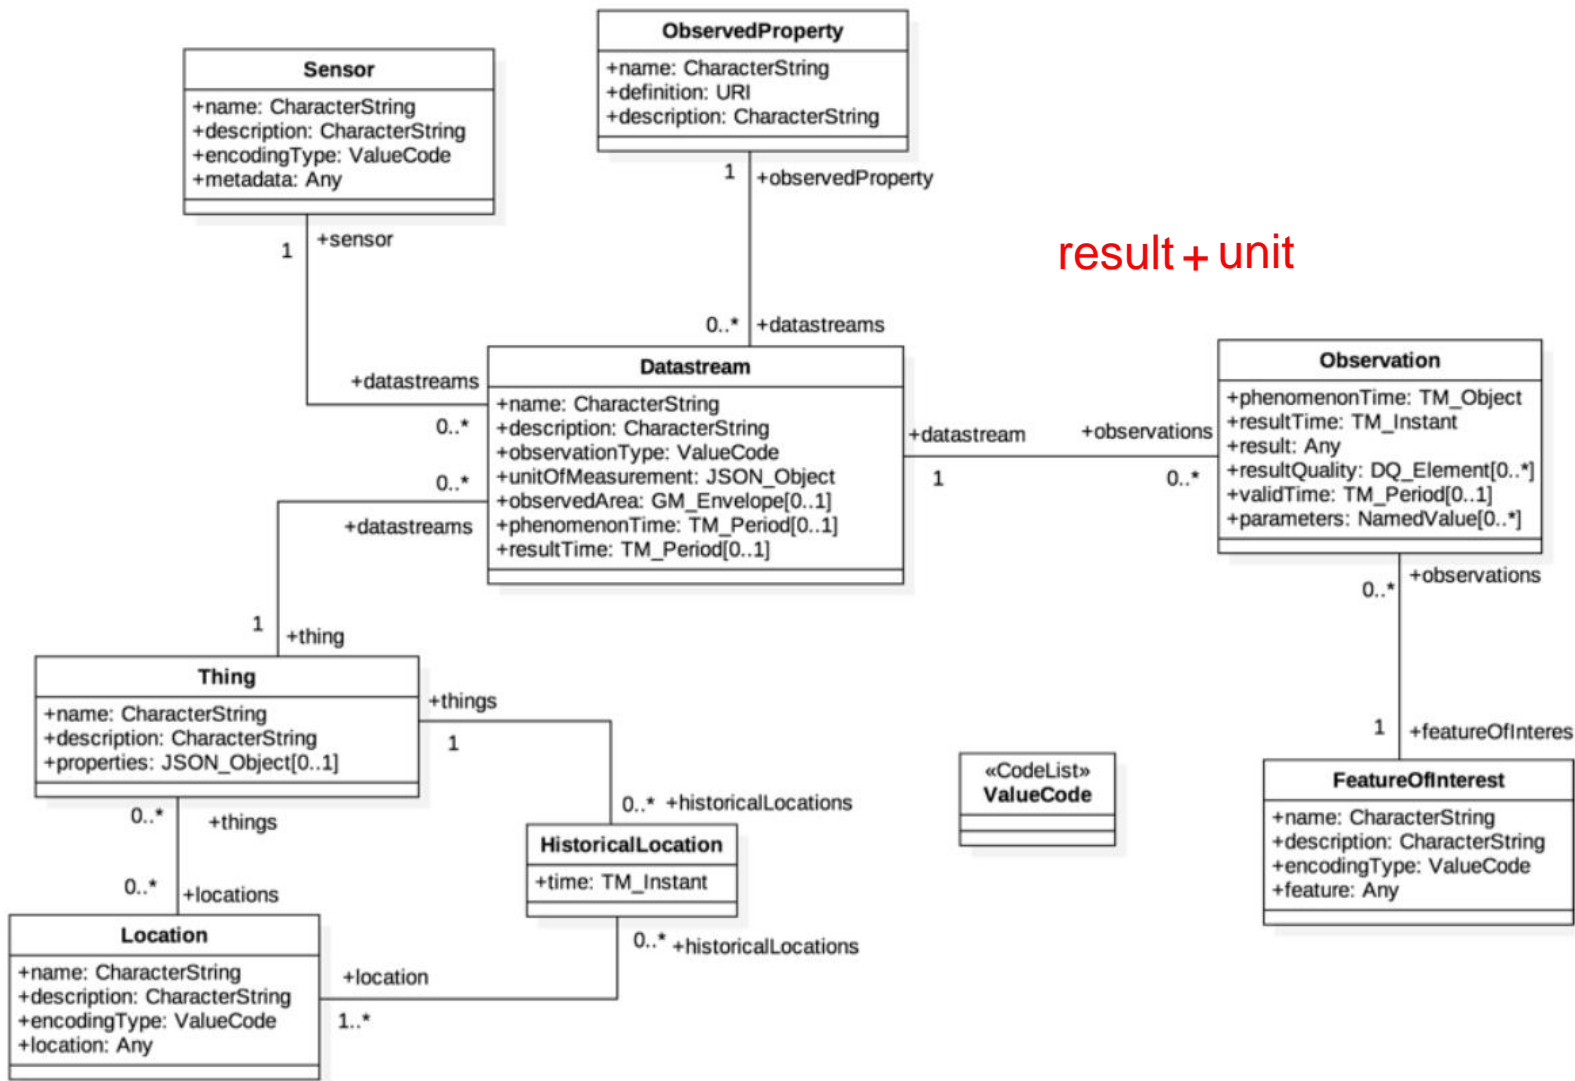 ObservedProperty
+name: CharacterString
+definition: URI
+description: CharacterString
Sensor
+name: CharacterString
+description: CharacterString
+encodingType: ValueCode
+metadata: Any
1
+observedProperty
1
+sensor
result + unit
0..*
+datastreams
+datastreams
0..*
Datastream
+name: CharacterString
+description: CharacterString
+observationType: ValueCode
+unitOfMeasurement: JSON_Object
+observedArea: GM_Envelope[0..1]
+phenomenonTime: TM_Period[0..1]
+resultTime: TM_Period[0..1]
+datastream
1
+observations
0..*
Observation
+phenomenonTime: TM_Object
+resultTime: TM_Instant
+result: Any
+resultQuality: DQ_Element[0..*]
+validTime: TM_Period[0..1]
+parameters: NamedValue[0..*]
0..*
+datastreams
0..*
+observations
1
+thing
Thing
+name: CharacterString
+description: CharacterString
+properties: JSON_Object[0..1]
+things
1
1
+featureOfInteres
«CodeList»
ValueCode
FeatureOfInterest
+name: CharacterString
+description: CharacterString
+encodingType: ValueCode
+feature: Any
0..*
+things
0..*
+historicalLocations
HistoricalLocation
+time: TM_Instant
0..*
+locations
0..*
+historicalLocations
Location
+name: CharacterString
+description: CharacterString
+encodingType: ValueCode
+location: Any
+location
1..*